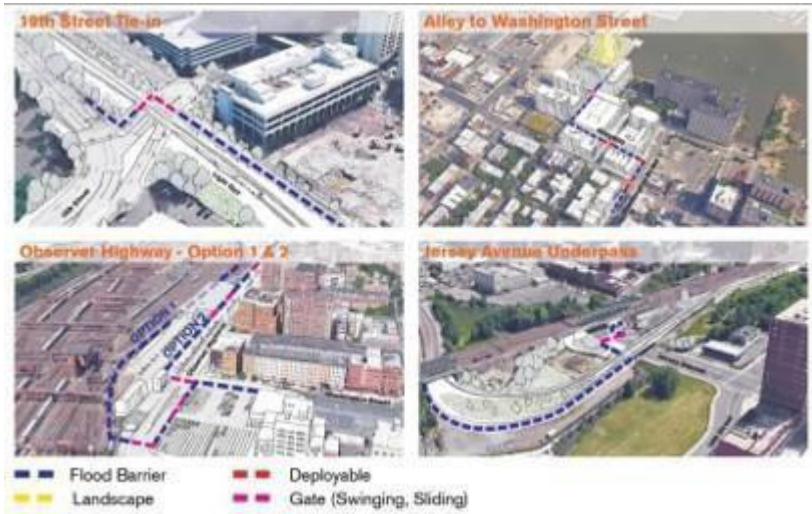 19th Street Tie-in
Alley to Washington Street
Observer Highway - Option 1 & 2
OPTION 1
OPTION 2
Jersey Avenue Underpass
Flood Barrier
Deployable
Landscape
Gate (Swinging, Sliding)